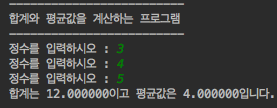 ---------------------------
합계와 평균값을 계산하는 프로그램
---------------------------
정수를 입력하시오 : 3
정수를 입력하시오 : 4
정수를 입력하시오 : 5
합계는 12.000000이고 평균은 4.000000입니다.